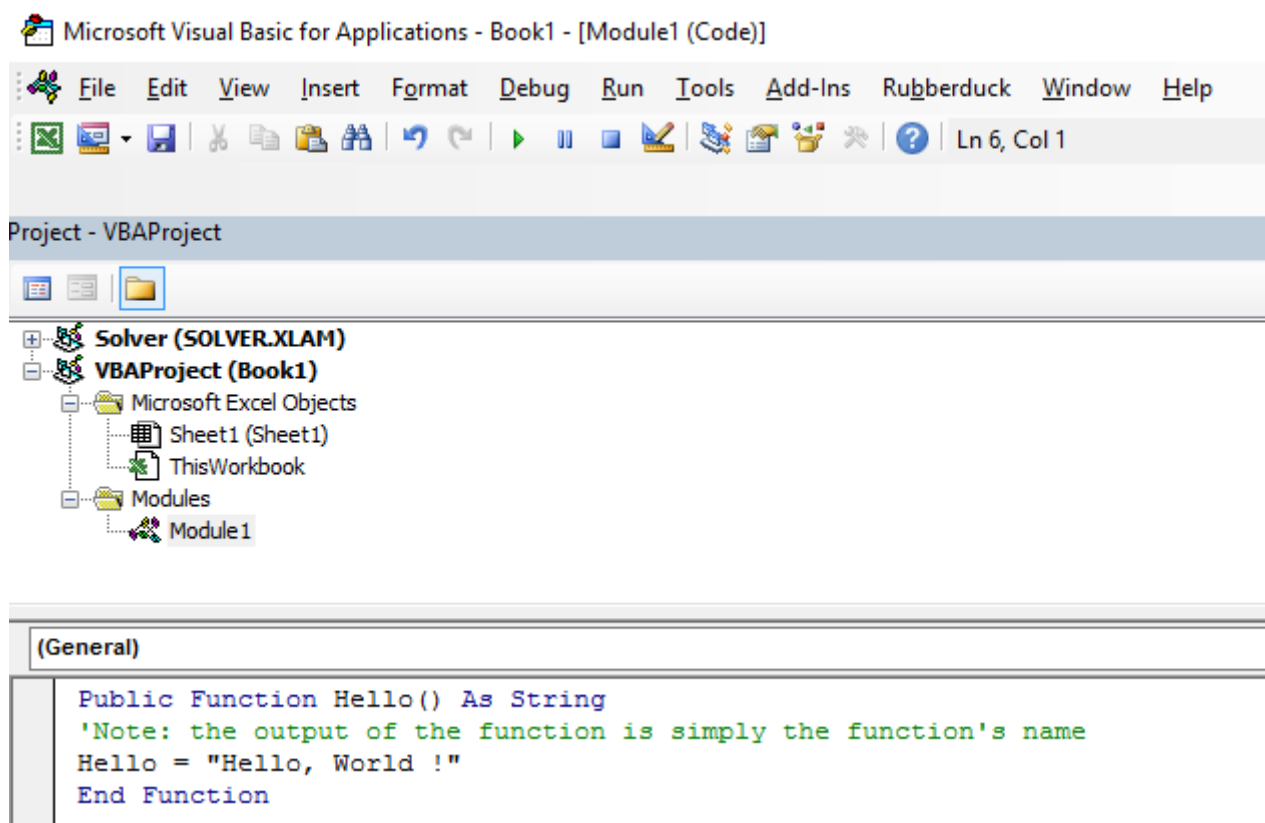 Microsoft Visual Basic for Applications - Book1 - [Module1 (Code)]
File Edit View Insert Format Debug Run Tools Add-Ins Rubberduck Window Help
Ln 6, Col 1
Project - VBAProject
Solver (SOLVER.XLAM)
VBAProject (Book1)
Microsoft Excel Objects
Sheet1 (Sheet1)
ThisWorkbook
Modules
Module1
(General)
Public Function Hello() As String
'Note: the output of the function is simply the function's name
Hello = "Hello, World !"
End Function